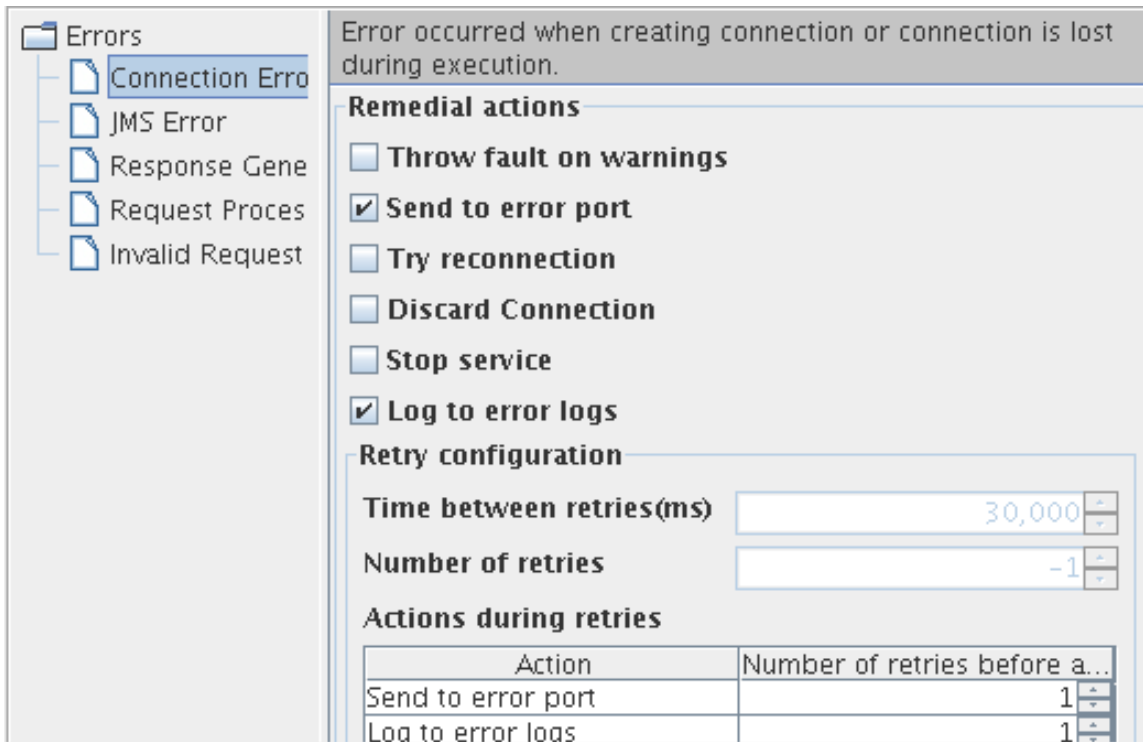 Errors
Connection Erro
JMS Error
Response Gene
Request Proces
Invalid Request
Error occurred when creating connection or connection is lost
during execution.
Remedial actions
Throw fault on warnings
Send to error port
Try reconnection
Discard Connection
Stop service
Log to error logs
Retry configuration
Time between retries(ms) 30,000
Number of retries -1
Actions during retries
Action Number of retries before a...
Send to error port 1
Log to error logs 1